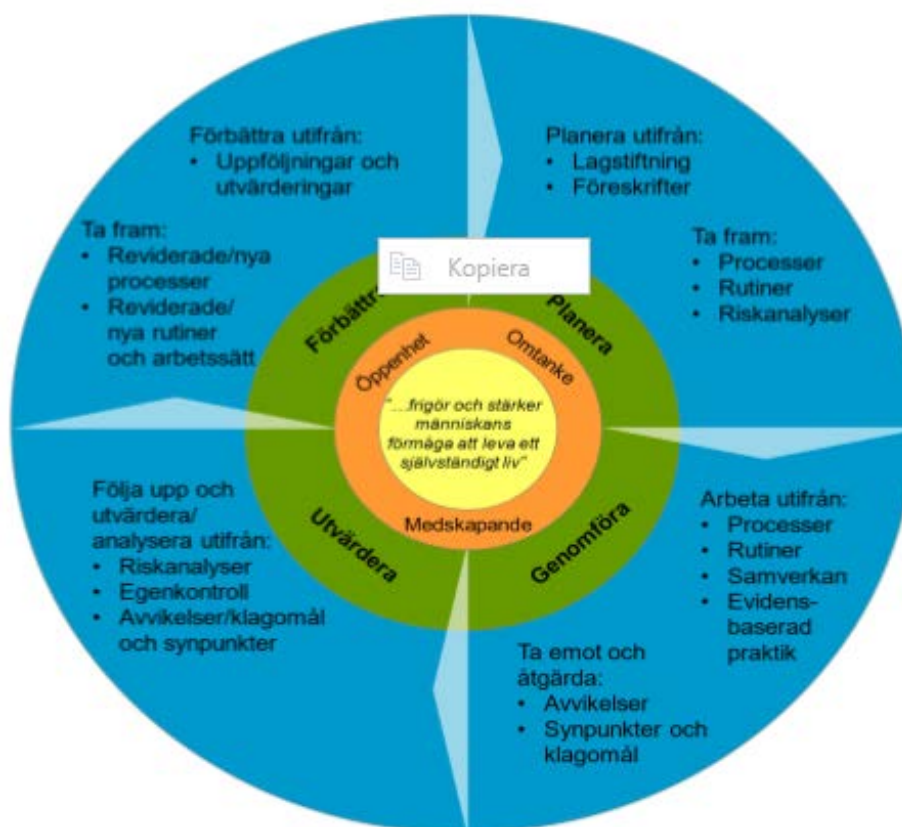 Förbättra utifrån:
• Uppföljningar och
utvärderingar
Ta fram:
• Reviderade/nya
processer
• Reviderade/
nya rutiner
och arbetssätt
Planera utifrån:
• Lagstiftning
• Föreskrifter
Ta fram:
• Processer
• Rutiner
• Riskanalyser
Kopiera
Förbättra
Planera
Öppenhet
Omtanke
"…frigör och stärker
människans
förmåga att leva ett
självständigt liv"
Medskapande
Utvärdera
Genomföra
Följa upp och
utvärdera/
analysera utifrån:
• Riskanalyser
• Egenkontroll
• Avvikelser/klagomål
och synpunkter
Arbeta utifrån:
• Processer
• Rutiner
• Samverkan
• Evidens-
baserad
praktik
Ta emot och
åtgärda:
• Avvikelser
• Synpunkter och
klagomål